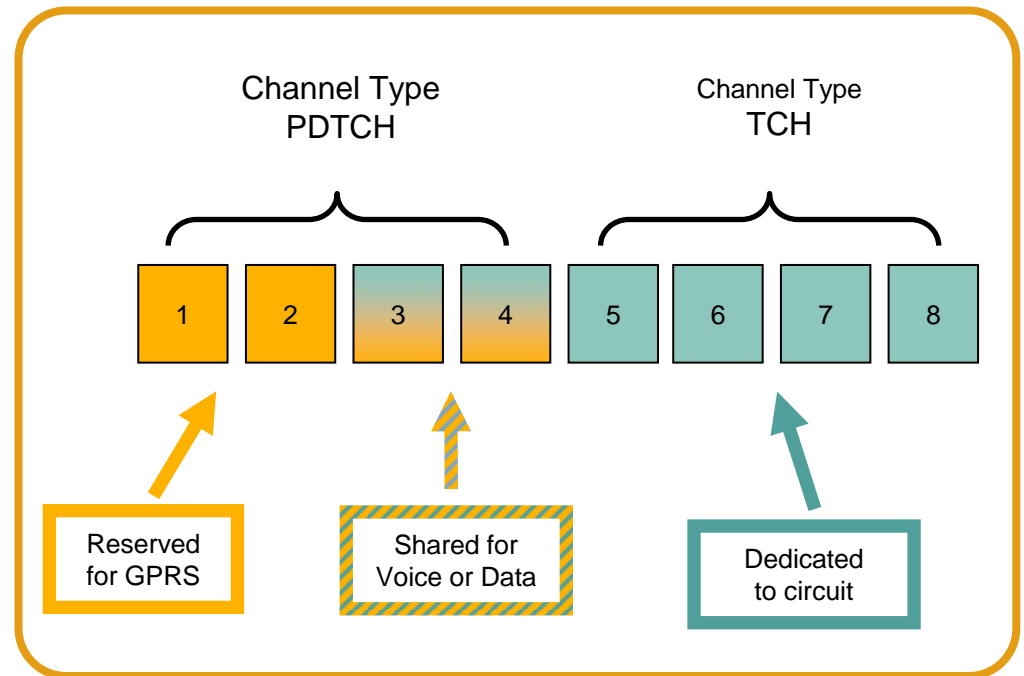 Channel Type
PDTCH
Channel Type
TCH
1 2 3 4 5 6 7 8
Reserved
for GPRS
Shared for
Voice or Data
Dedicated
to circuit